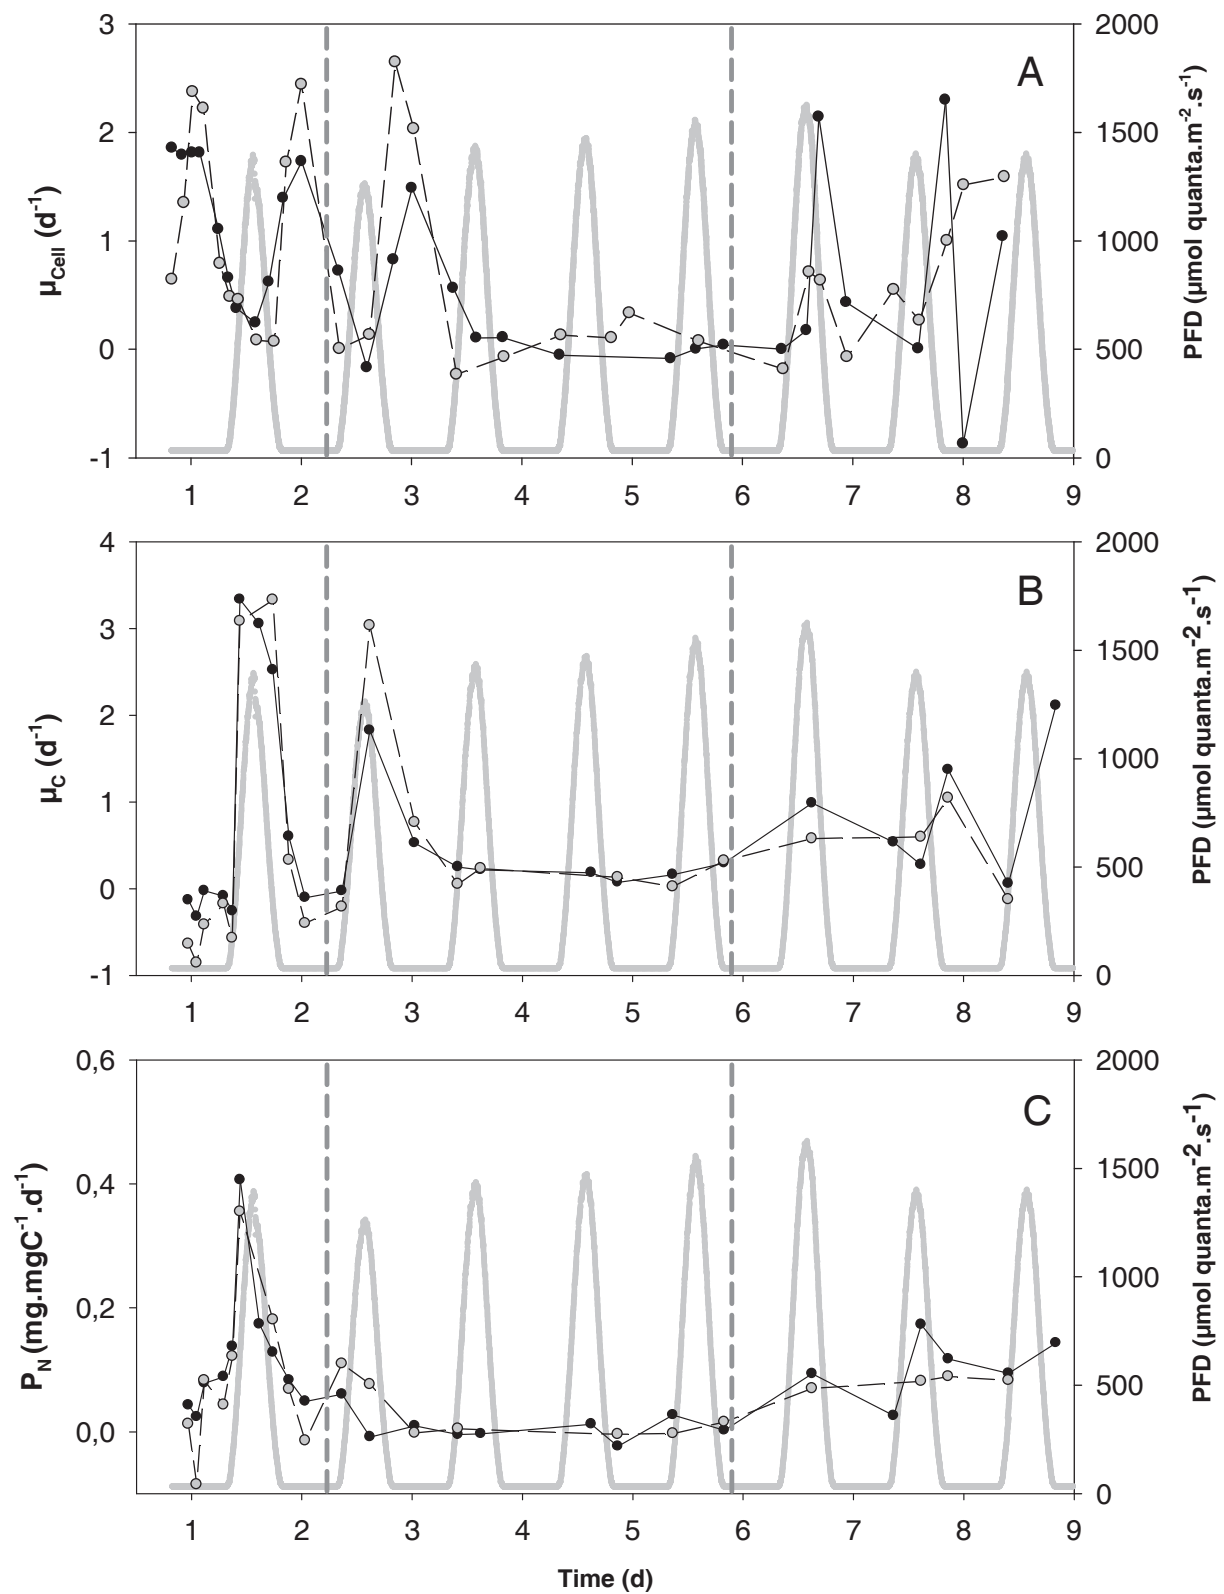 A
μCell (d-1)
3
2
1
0
-1
2000
1500
1000
500
0
PFD (μmol quanta.m-2.s-1)
1 2 3 4 5 6 7 8 9
B
μC (d-1)
4
3
2
1
0
-1
2000
1500
1000
500
0
PFD (μmol quanta.m-2.s-1)
1 2 3 4 5 6 7 8 9
C
PN (mg.mgC-1.d-1)
0,6
0,4
0,2
0,0
2000
1500
1000
500
0
PFD (μmol quanta.m-2.s-1)
1 2 3 4 5 6 7 8 9
Time (d)